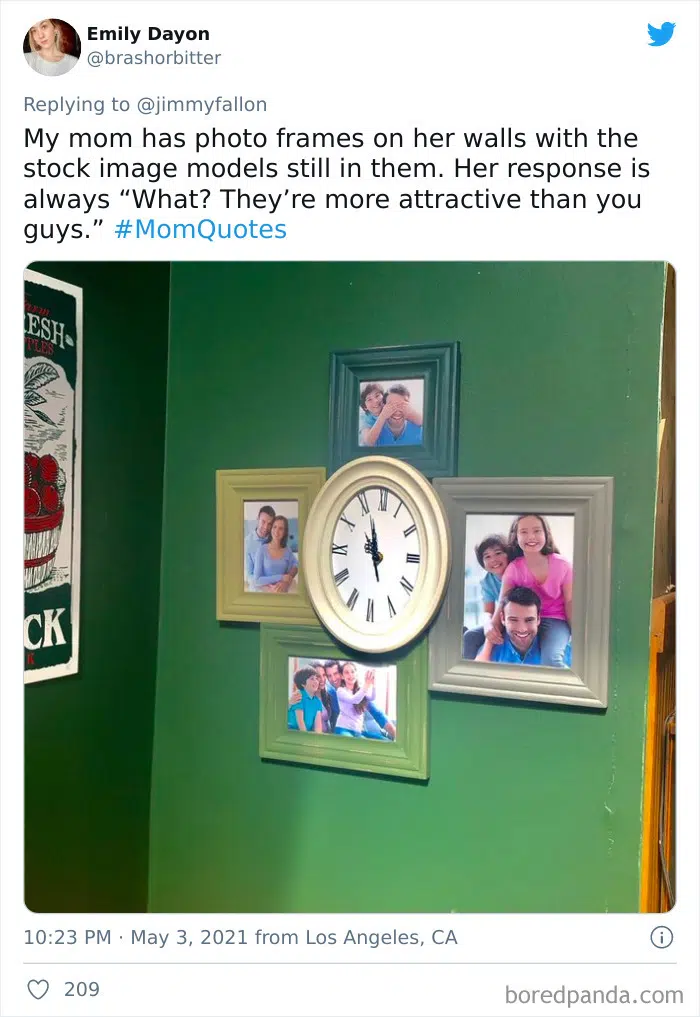 Emily Dayon
@brashorbitter
Replying to @jimmyfallon
My mom has photo frames on her walls with the
stock image models still in them. Her response is
always “What? They’re more attractive than you
guys.” #MomQuotes
ESH
PLES
CK
10:23 PM · May 3, 2021 from Los Angeles, CA
209
boredpanda.com